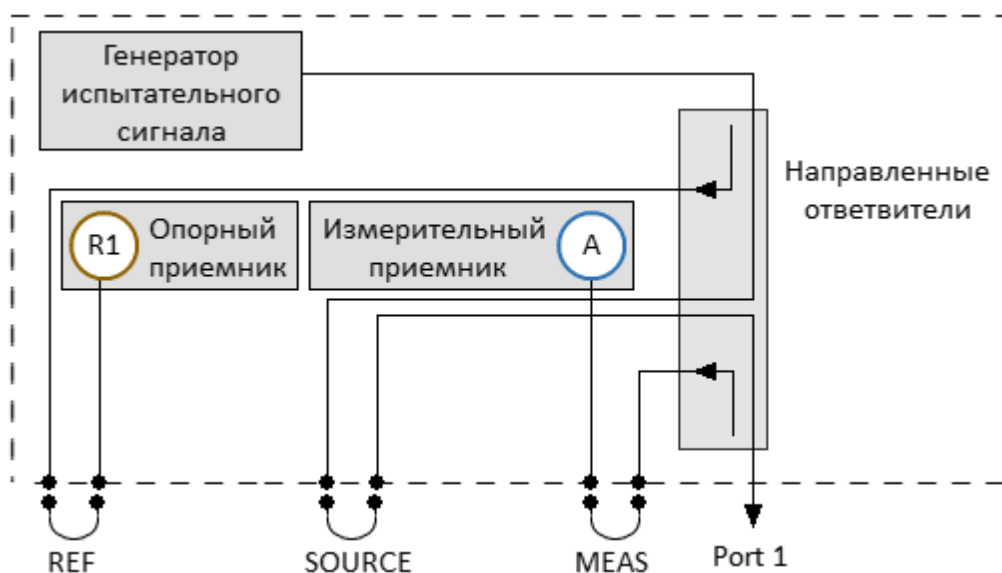 Генератор
испытательного
сигнала
Направленные
ответвители
R1
Опорный
приемник
Измерительный
приемник
A
REF
SOURCE
MEAS
Port 1